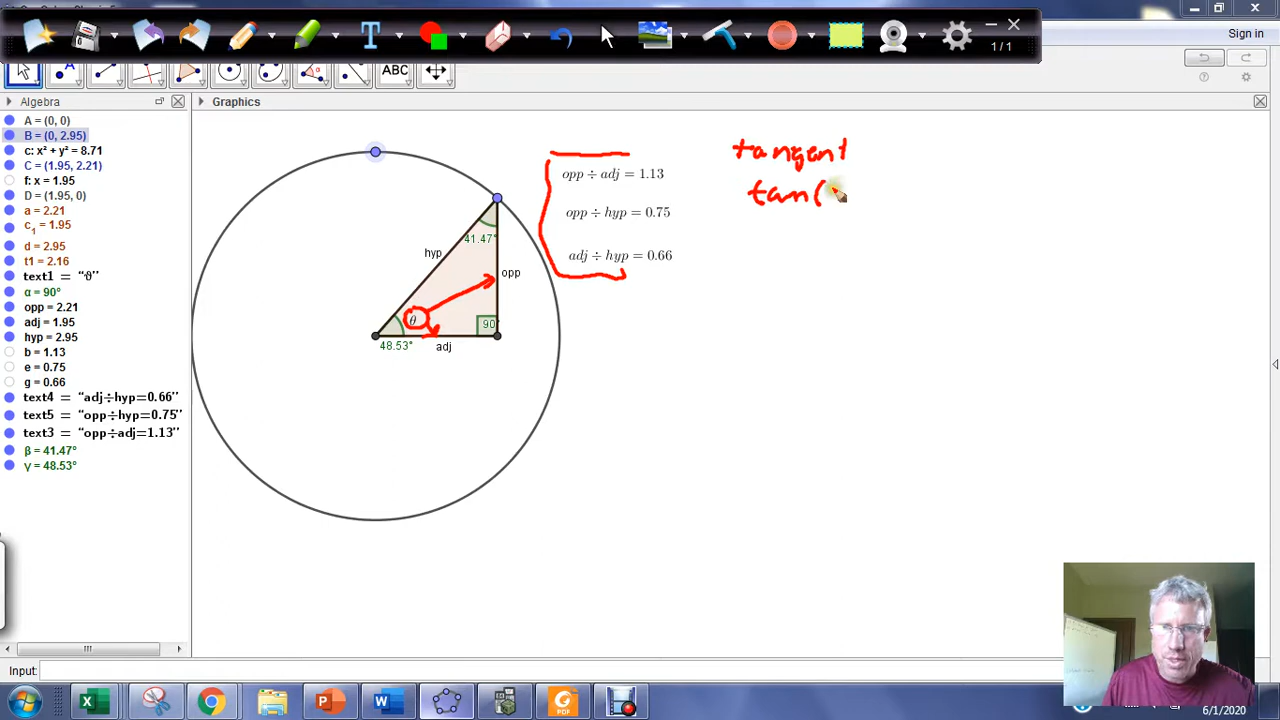 1/1
Sign in
ABC
Algebra
Graphics
A = (0, 0)
B = (0, 2.95)
c: x² + y² = 8.71
C = (1.95, 2.21)
f: x = 1.95
D = (1.95, 0)
a = 2.21
c₁ = 1.95
d = 2.95
t1 = 2.16
text1 = “ϑ”
α = 90°
opp = 2.21
adj = 1.95
hyp = 2.95
b = 1.13
e = 0.75
g = 0.66
text4 = “adj÷hyp=0.66”
text5 = “opp÷hyp=0.75”
text3 = “opp÷adj=1.13”
β = 41.47°
γ = 48.53°
hyp
41.47°
opp
θ
90°
48.53°
adj
opp ÷ adj = 1.13
opp ÷ hyp = 0.75
adj ÷ hyp = 0.66
tangent
tan(
Input:
PDF
6/1/2020